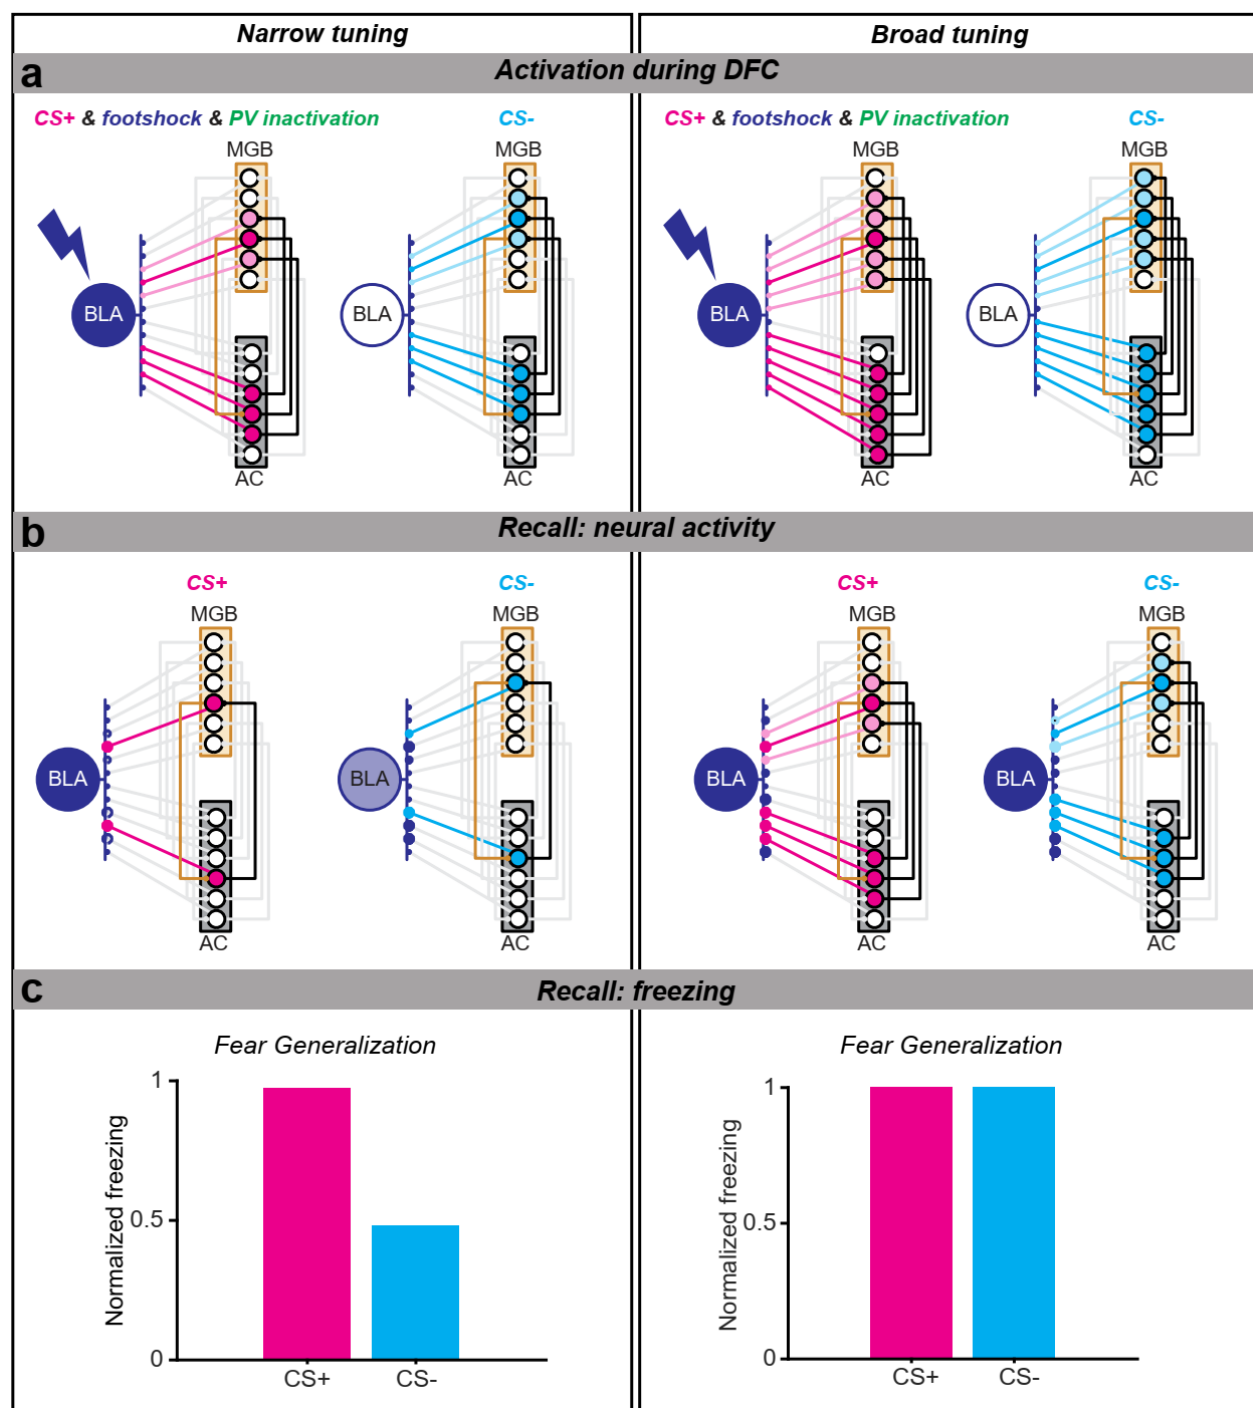 Narrow tuning
Broad tuning
a
Activation during DFC
CS+ & footshock & PV inactivation
CS-
MGB
MGB
BLA
BLA
AC
AC
CS+ & footshock & PV inactivation
CS-
MGB
MGB
BLA
BLA
AC
AC
b
Recall: neural activity
CS+
CS-
MGB
MGB
BLA
BLA
AC
AC
CS+
CS-
MGB
MGB
BLA
BLA
AC
AC
c
Recall: freezing
Fear Generalization
Normalized freezing
1
0.5
0
CS+
CS-
Fear Generalization
Normalized freezing
1
0.5
0
CS+
CS-